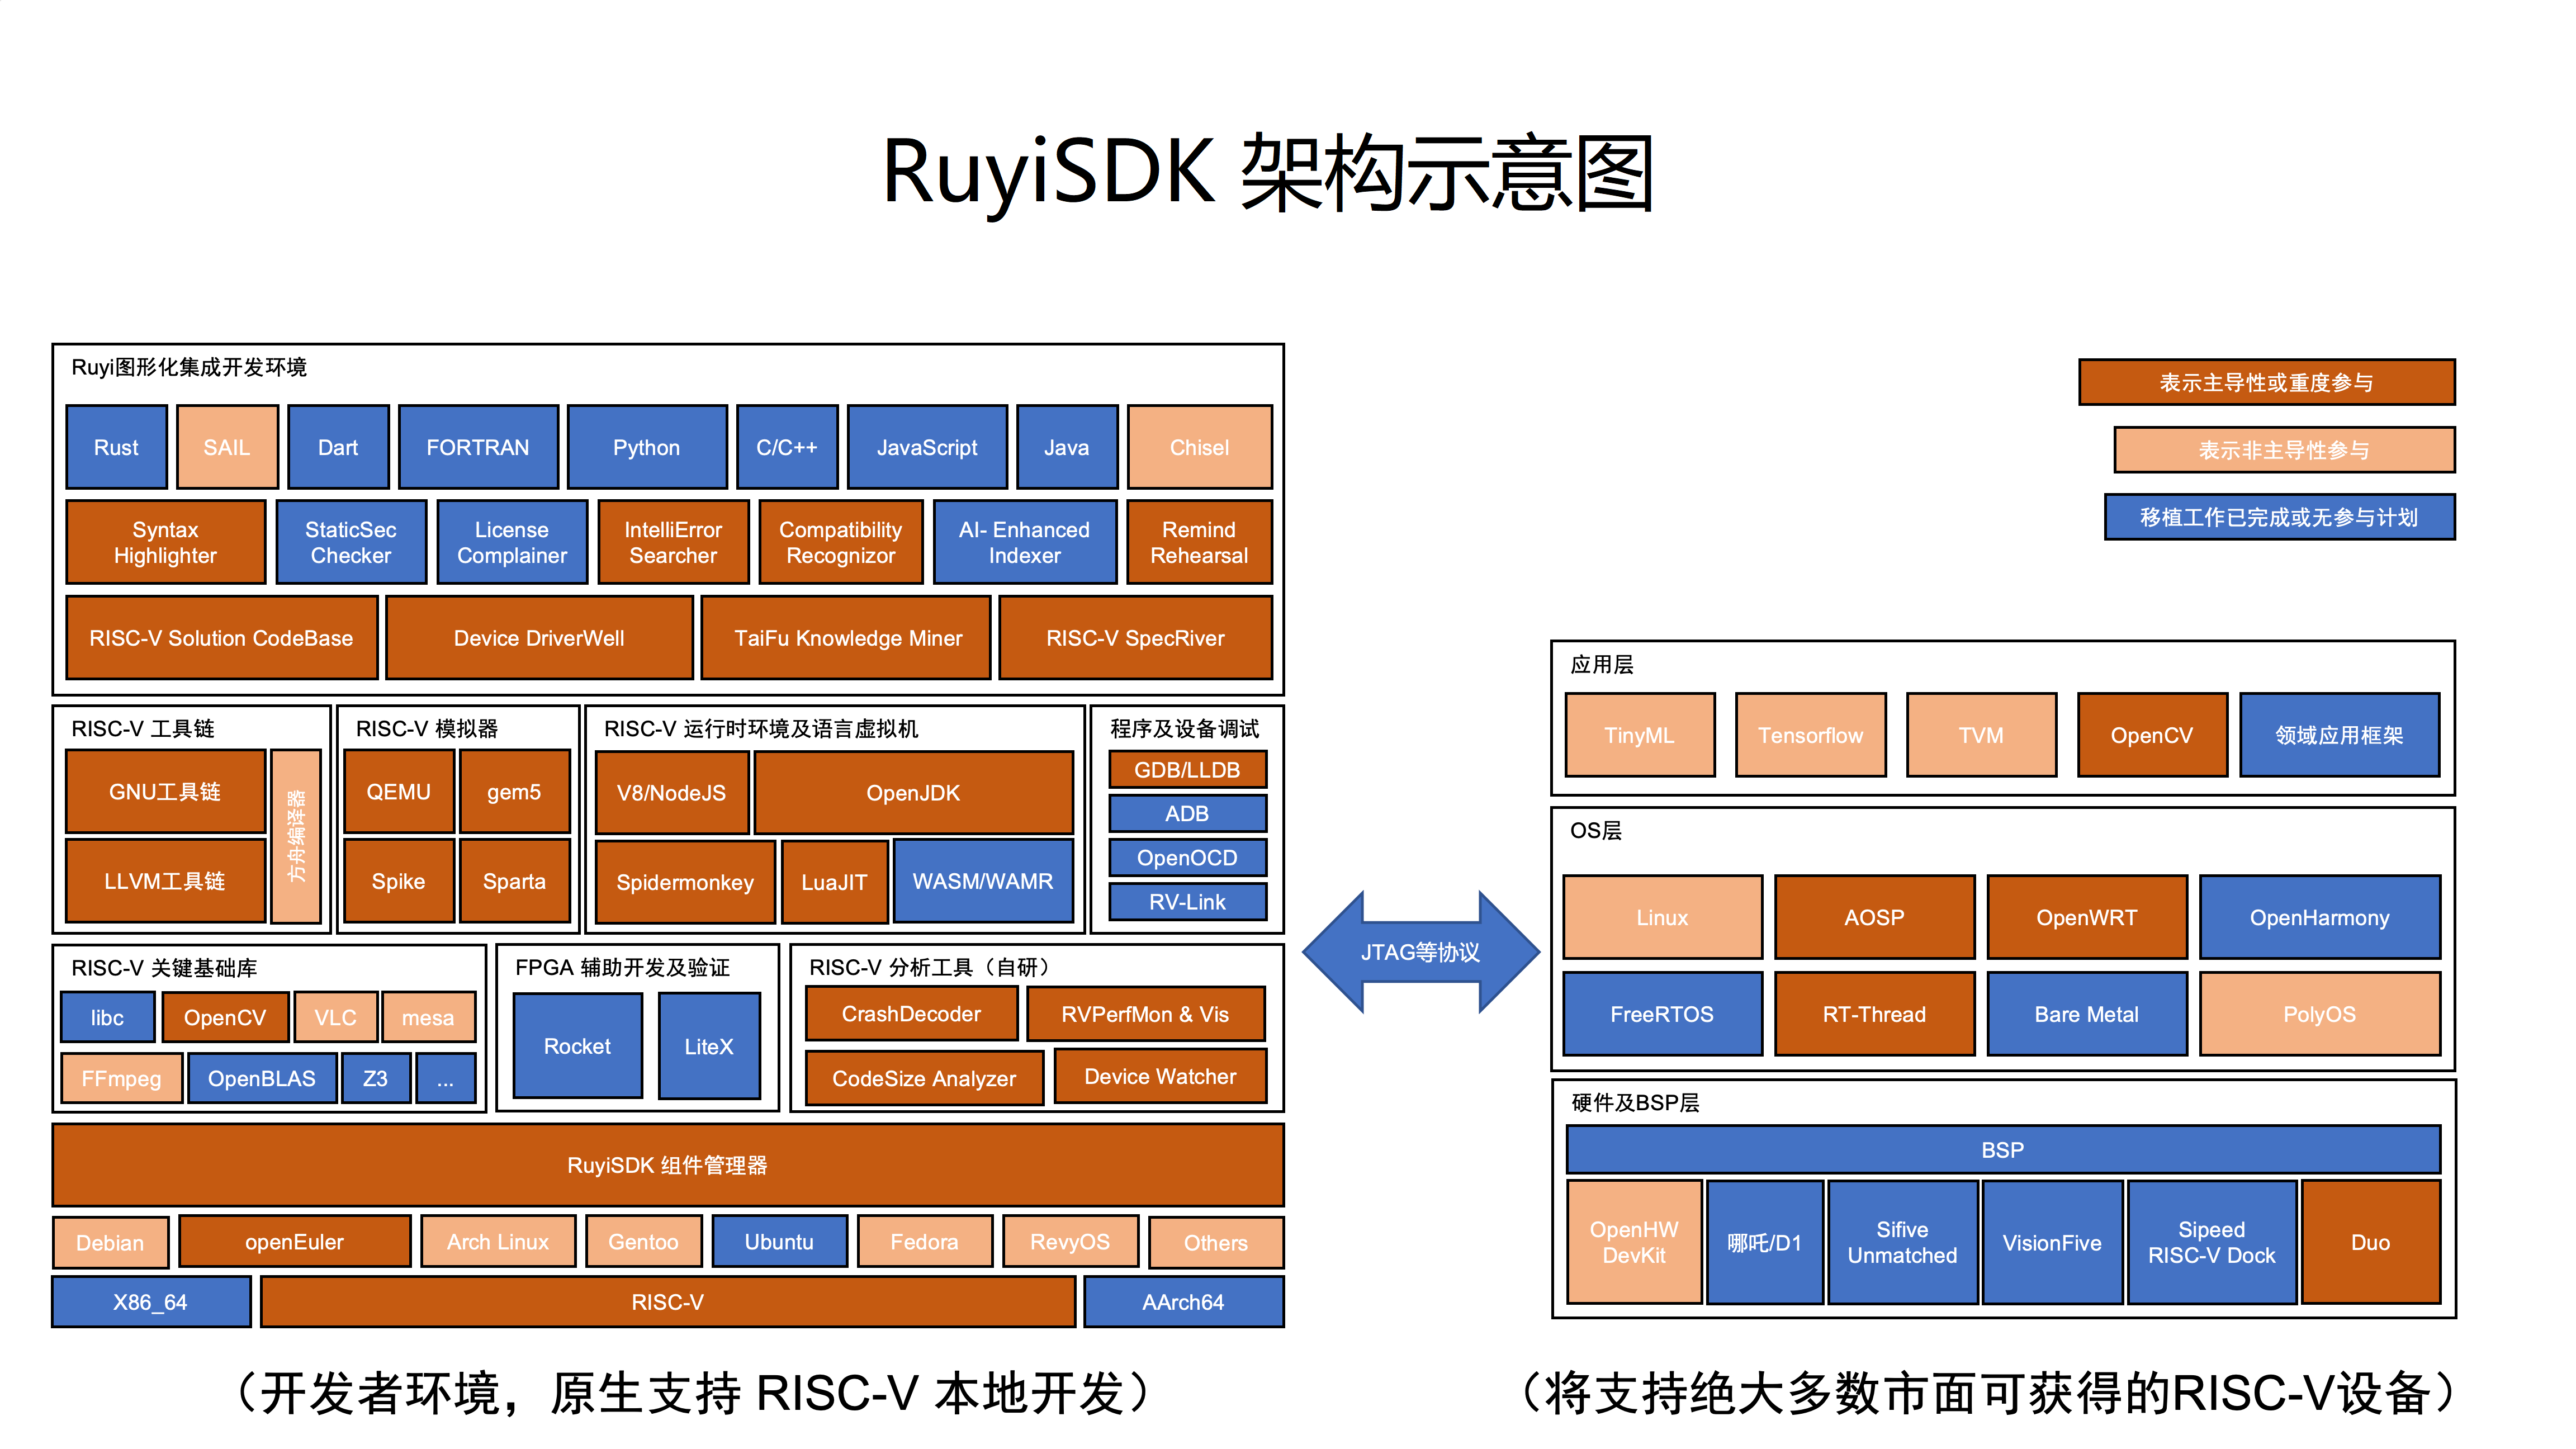 RuyiSDK 架构示意图
Ruyi图形化集成开发环境
Rust
SAIL
Dart
FORTRAN
Python
C/C++
JavaScript
Java
Chisel
Syntax
Highlighter
StaticSec
Checker
License
Complainer
IntelliError
Searcher
Compatibility
Recognizor
AI- Enhanced
Indexer
Remind
Rehearsal
RISC-V Solution CodeBase
Device DriverWell
TaiFu Knowledge Miner
RISC-V SpecRiver
RISC-V 工具链
GNU工具链
LLVM工具链
方舟编译器
RISC-V 模拟器
QEMU
gem5
Spike
Sparta
RISC-V 运行时环境及语言虚拟机
V8/NodeJS
OpenJDK
Spidermonkey
LuaJIT
WASM/WAMR
程序及设备调试
GDB/LLDB
ADB
OpenOCD
RV-Link
RISC-V 关键基础库
libc
OpenCV
VLC
mesa
FFmpeg
OpenBLAS
Z3
...
FPGA 辅助开发及验证
Rocket
LiteX
RISC-V 分析工具（自研）
CrashDecoder
RVPerfMon & Vis
CodeSize Analyzer
Device Watcher
RuyiSDK 组件管理器
Debian
openEuler
Arch Linux
Gentoo
Ubuntu
Fedora
RevyOS
Others
X86_64
RISC-V
AArch64
（开发者环境，原生支持 RISC-V 本地开发）
JTAG等协议
表示主导性或重度参与
表示非主导性参与
移植工作已完成或无参与计划
应用层
TinyML
Tensorflow
TVM
OpenCV
领域应用框架
OS层
Linux
AOSP
OpenWRT
OpenHarmony
FreeRTOS
RT-Thread
Bare Metal
PolyOS
硬件及BSP层
BSP
OpenHW
DevKit
哪吒/D1
Sifive
Unmatched
VisionFive
Sipeed
RISC-V Dock
Duo
（将支持绝大多数市面可获得的RISC-V设备）